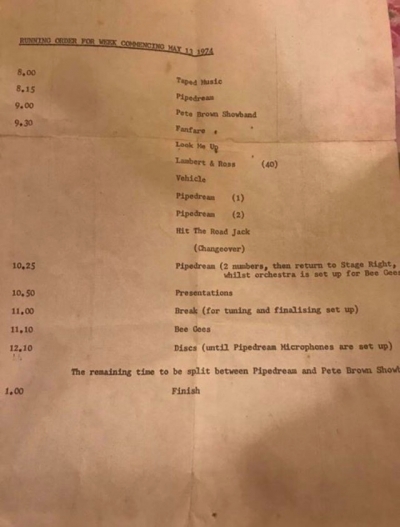 RUNNING ORDER FOR WEEK COMMENCING MAY 13 1974
8.00 Taped Music
8.15 Pipedream
9.00 Pete Brown Showband
9.30 Fanfare
Look Me Up
Lambert & Ross (40)
Vehicle
Pipedream (1)
Pipedream (2)
Hit The Road Jack
(Changeover)
10.25 Pipedream (2 numbers, then return to Stage Right,
whilst orchestra is set up for Bee Gees
10.50 Presentations
11.00 Break (for tuning and finalising set up)
11.10 Bee Gees
12.10 Discs (until Pipedream Microphones are set up)
The remaining time to be split between Pipedream and Pete Brown Show
1.00 Finish